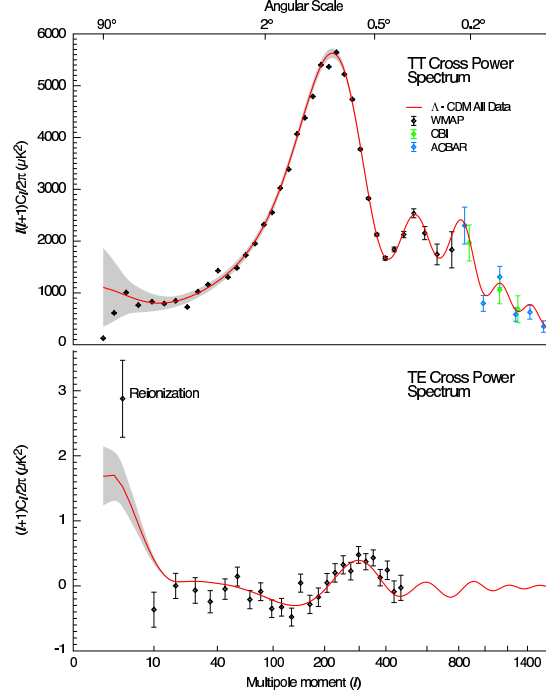 Angular Scale
90° 2° 0.5° 0.2°
6000
5000
4000
3000
2000
1000
0
l(l+1)Cl/2π (μK²)
TT Cross Power
Spectrum
Λ - CDM All Data
WMAP
CBI
ACBAR
3
2
1
0
-1
(l+1)Cl/2π (μK²)
TE Cross Power
Spectrum
Reionization
0 10 40 100 200 400 800 1400
Multipole moment (l)